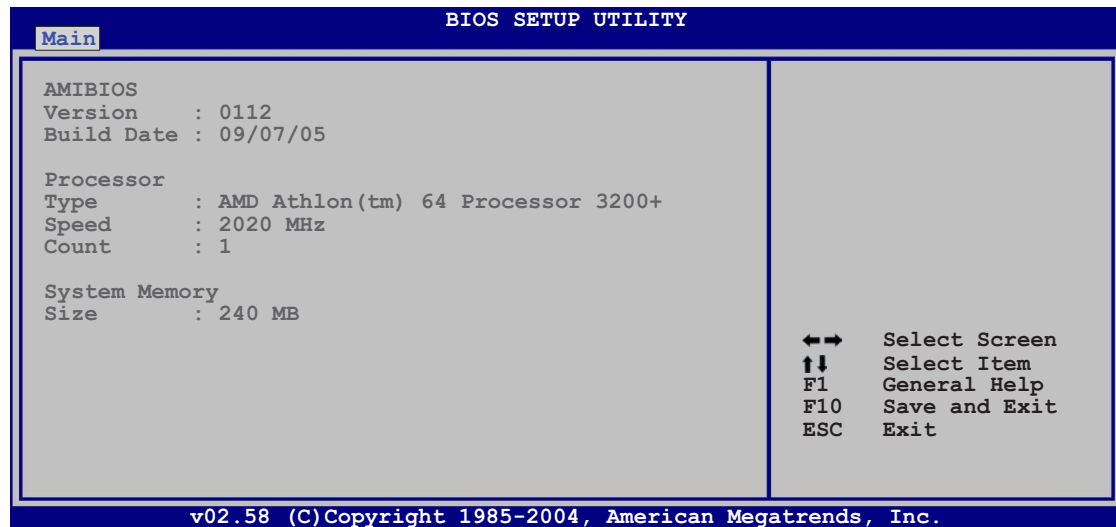 BIOS SETUP UTILITY
Main
AMIBIOS
Version : 0112
Build Date : 09/07/05
Processor
Type : AMD Athlon(tm) 64 Processor 3200+
Speed : 2020 MHz
Count : 1
System Memory
Size : 240 MB
←→ Select Screen
↑↓ Select Item
F1 General Help
F10 Save and Exit
ESC Exit
v02.58 (C)Copyright 1985-2004, American Megatrends, Inc.